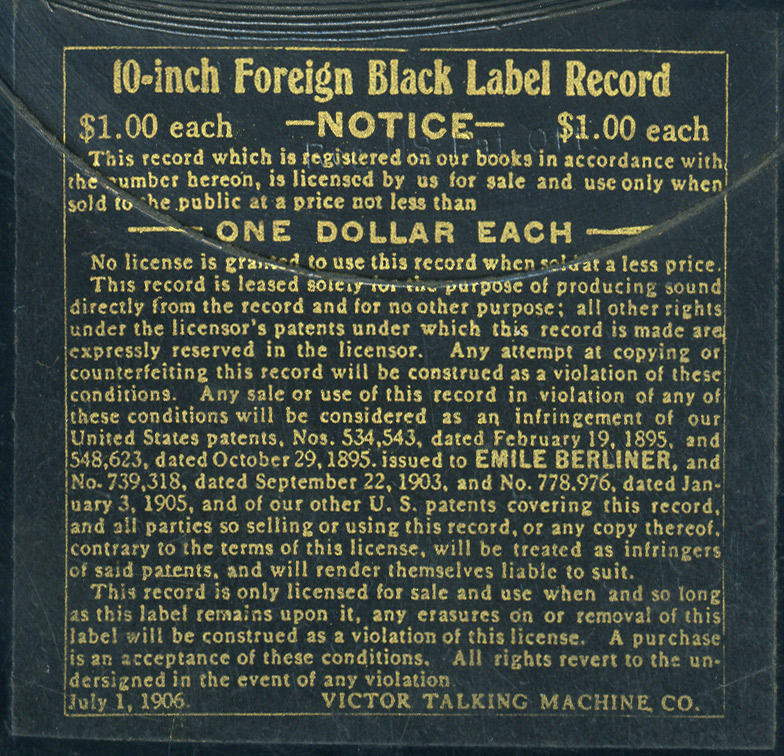 10-inch Foreign Black Label Record
$1.00 each —NOTICE— $1.00 each
This record which is registered on our books in accordance with
the number hereon, is licensed by us for sale and use only when
sold to the public at a price not less than
ONE DOLLAR EACH
No license is granted to use this record when sold at a less price.
This record is leased solely for the purpose of producing sound
directly from the record and for no other purpose; all other rights
under the licensor's patents under which this record is made are
expressly reserved in the licensor. Any attempt at copying or
counterfeiting this record will be construed as a violation of these
conditions. Any sale or use of this record in violation of any of
these conditions will be considered as an infringement of our
United States patents, Nos. 534,543, dated February 19, 1895, and
548,623, dated October 29, 1895. issued to EMILE BERLINER, and
No. 739,318, dated September 22, 1903, and No. 778.976, dated Jan-
uary 3, 1905, and of our other U. S. patents covering this record,
and all parties so selling or using this record, or any copy thereof,
contrary to the terms of this license, will be treated as infringers
of said patents, and will render themselves liable to suit.
This record is only licensed for sale and use when and so long
as this label remains upon it, any erasures on or removal of this
label will be construed as a violation of this license. A purchase
is an acceptance of these conditions. All rights revert to the un-
dersigned in the event of any violation.
July 1, 1906. VICTOR TALKING MACHINE CO.